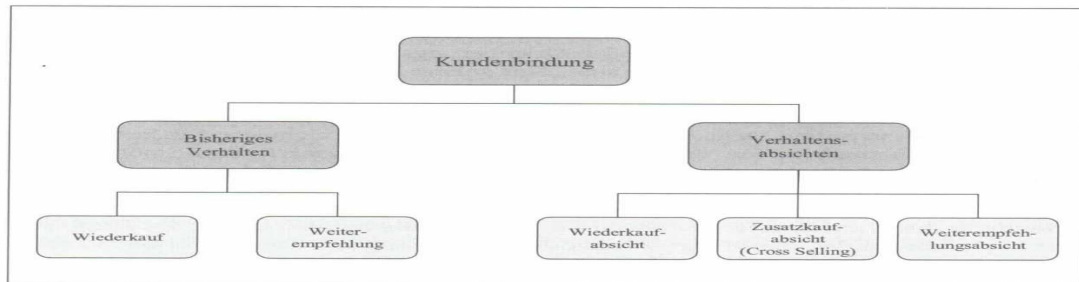 Kundenbindung
Bisheriges
Verhalten
Verhaltens-
absichten
Wiederkauf
Weiter-
empfehlung
Wiederkauf-
absicht
Zusatzkauf-
absicht
(Cross Selling)
Weiterempfeh-
lungsabsicht